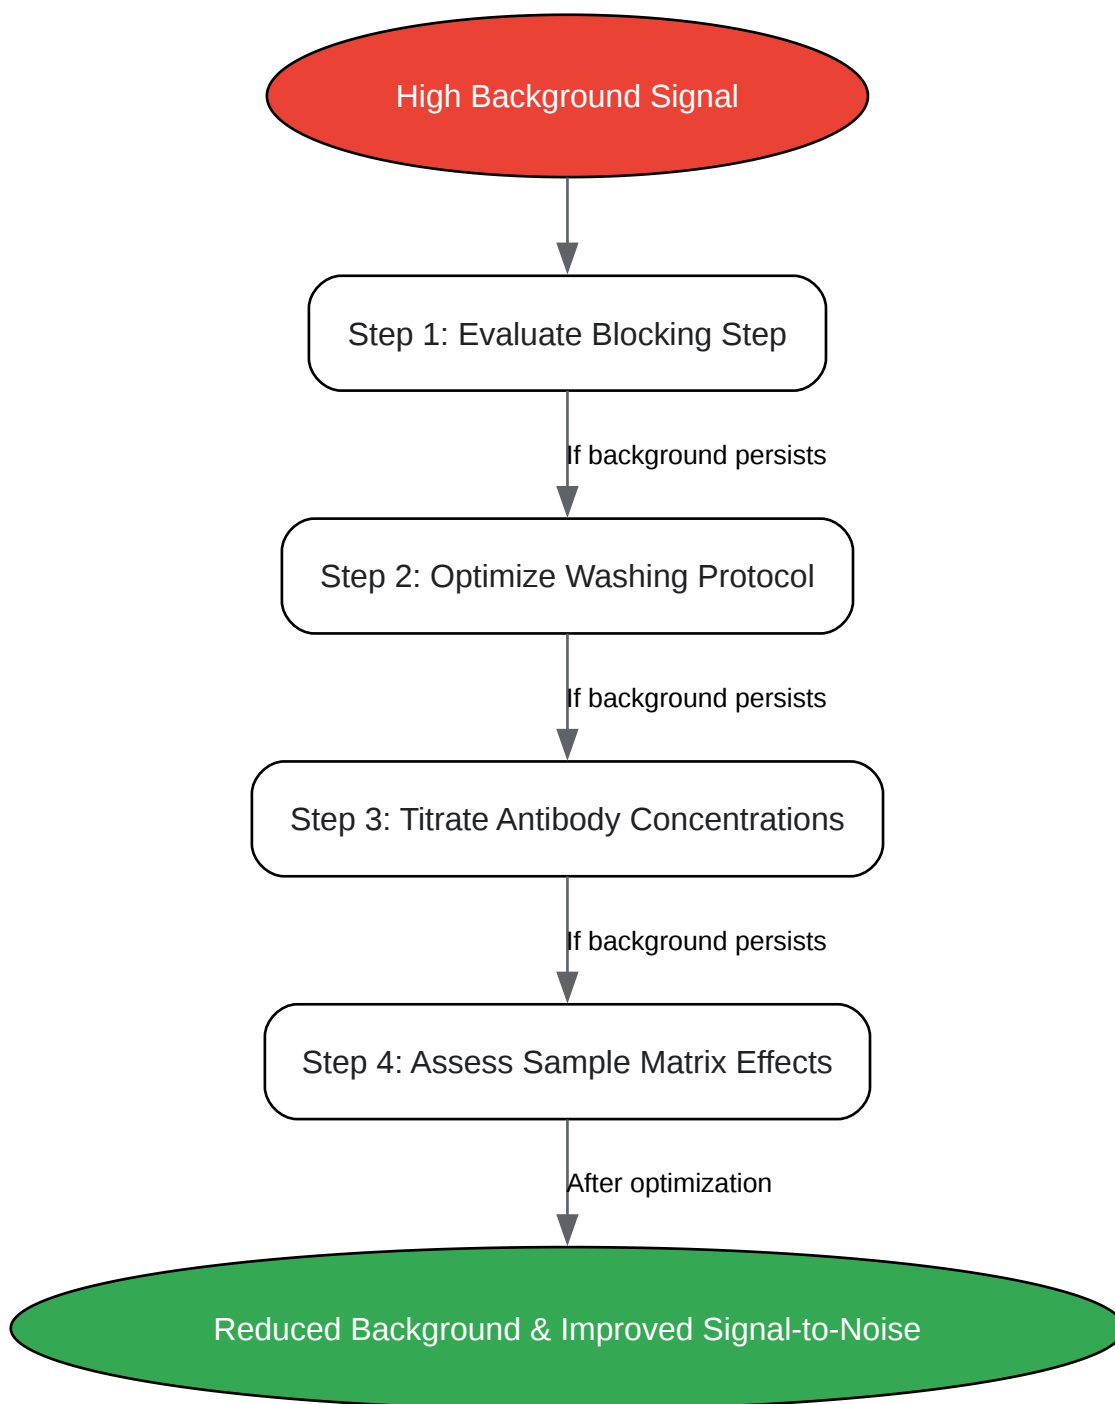 High Background Signal
Step 1: Evaluate Blocking Step
If background persists
Step 2: Optimize Washing Protocol
If background persists
Step 3: Titrate Antibody Concentrations
If background persists
Step 4: Assess Sample Matrix Effects
After optimization
Reduced Background & Improved Signal-to-Noise